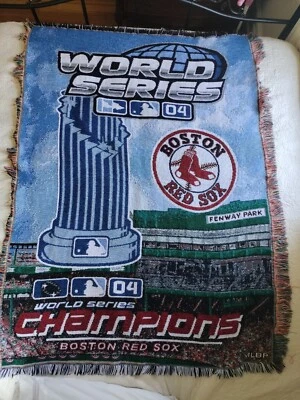 WORLD
SERIES
04
BOSTON
RED SOX
FENWAY PARK
04
WORLD SERIES
CHAMPIONS
BOSTON RED SOX